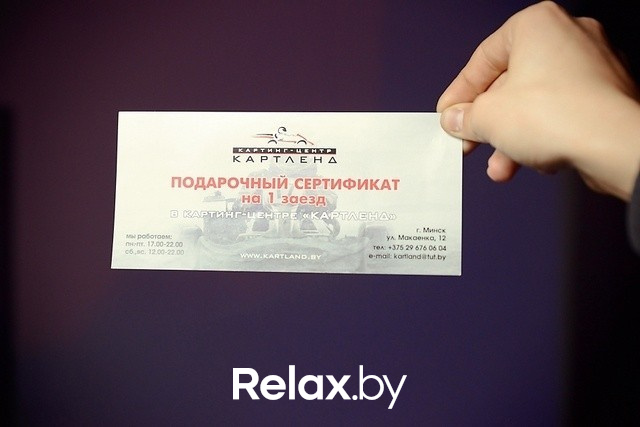 КАРТИНГ-ЦЕНТР
КАРТЛЕНД
ПОДАРОЧНЫЙ СЕРТИФИКАТ
на 1 заезд
В КАРТИНГ-ЦЕНТРЕ «КАРТЛЕНД»
мы работаем:
пн-пт. 17.00-22.00
сб.,вс. 12.00-22.00
г. Минск
ул. Макаенка, 12
тел: +375 29 676 06 04
e-mail: kartland@tut.by
WWW.KARTLAND.BY
Relax.by